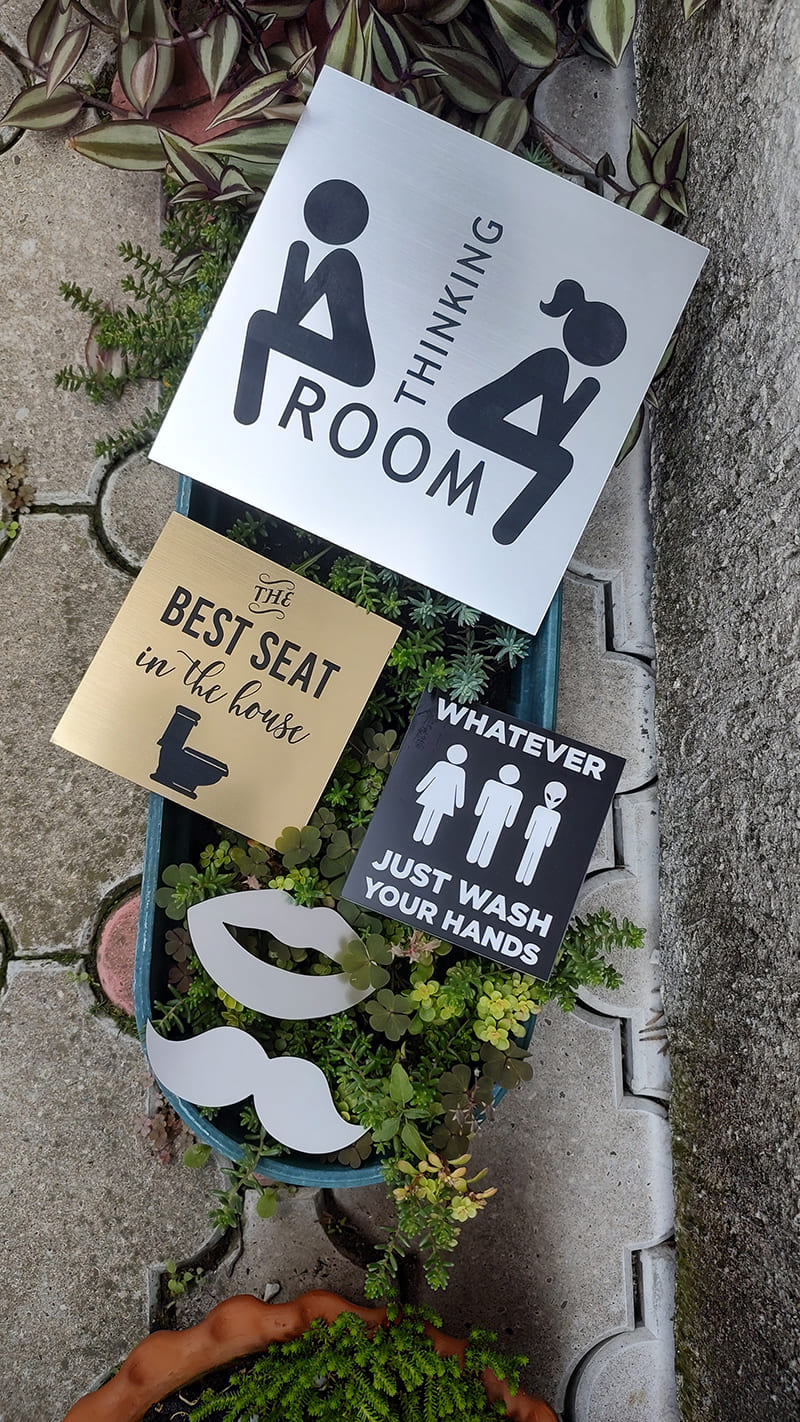 THINKING
ROOM
THE
BEST SEAT
in the house
WHATEVER
JUST WASH
YOUR HANDS